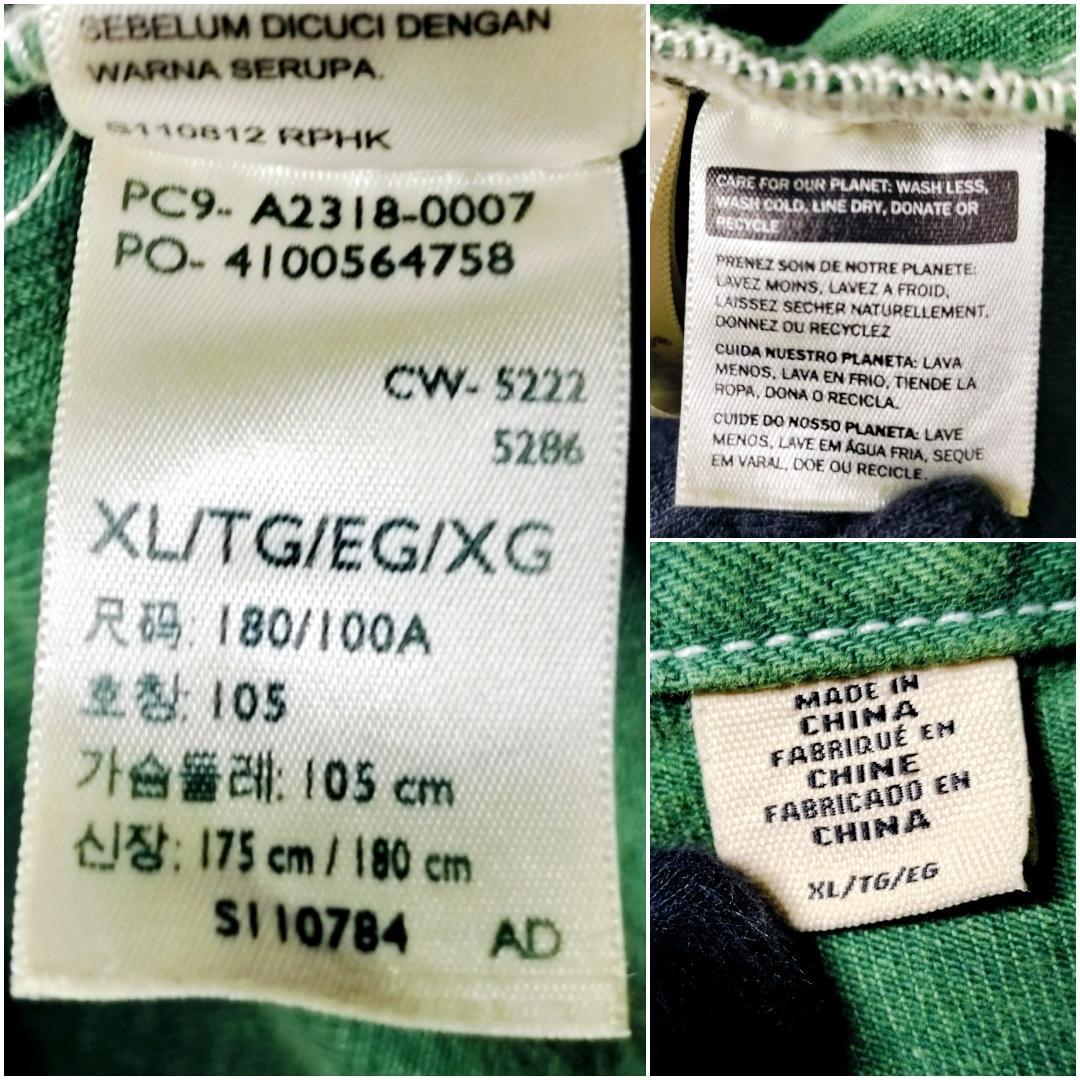 SEBELUM DICUCI DENGAN
WARNA SERUPA.
S110812 RPHK
PC9- A2318-0007
PO- 4100564758
CW- 5222
5286
XL/TG/EG/XG
尺码: 180/100A
호칭: 105
가슴둘레: 105 cm
신장: 175 cm / 180 cm
S110784 AD
CARE FOR OUR PLANET: WASH LESS,
WASH COLD, LINE DRY, DONATE OR
RECYCLE
PRENEZ SOIN DE NOTRE PLANETE:
LAVEZ MOINS, LAVEZ A FROID,
LAISSEZ SECHER NATURELLEMENT,
DONNEZ OU RECYCLEZ
CUIDA NUESTRO PLANETA: LAVA
MENOS, LAVA EN FRIO, TIENDE LA
ROPA, DONA O RECICLA.
CUIDE DO NOSSO PLANETA: LAVE
MENOS, LAVE EM ÁGUA FRIA, SEQUE
EM VARAL, DOE OU RECICLE.
MADE IN
CHINA
FABRIQUÉ EN
CHINE
FABRICADO EN
CHINA
XL/TG/EG